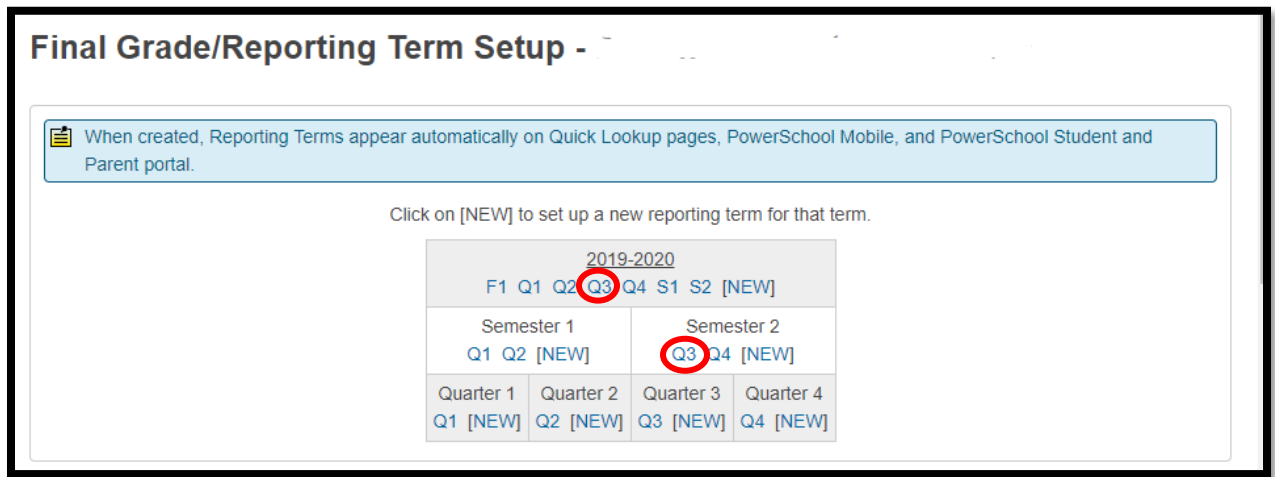 Final Grade/Reporting Term Setup -
When created, Reporting Terms appear automatically on Quick Lookup pages, PowerSchool Mobile, and PowerSchool Student and
Parent portal.
Click on [NEW] to set up a new reporting term for that term.
2019-2020
F1 Q1 Q2 Q3 Q4 S1 S2 [NEW]
Semester 1 Semester 2
Q1 Q2 [NEW] Q3 Q4 [NEW]
Quarter 1 Quarter 2 Quarter 3 Quarter 4
Q1 [NEW] Q2 [NEW] Q3 [NEW] Q4 [NEW]